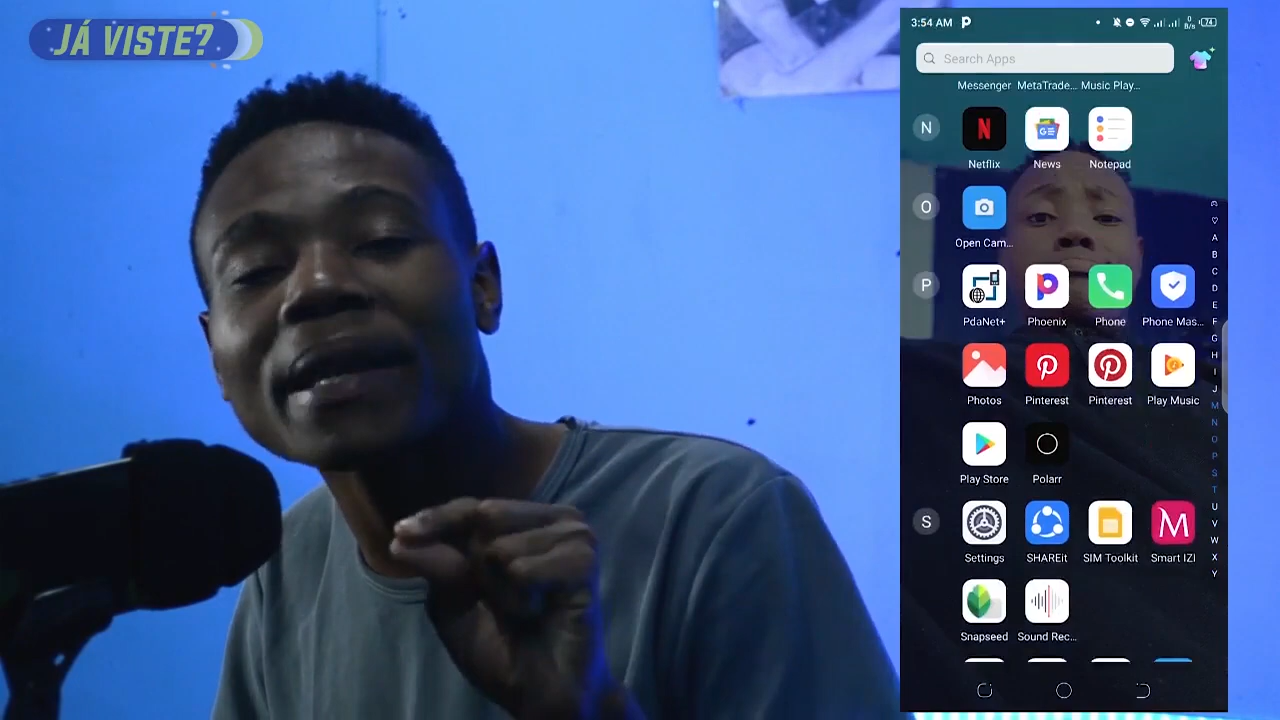 JÁ VISTE?
3:54 AM
0
B/s
74
Search Apps
Messenger MetaTrade... Music Play...
N
Netflix News Notepad
O
Open Cam...
P
PdaNet+ Phoenix Phone Phone Mas...
Photos Pinterest Pinterest Play Music
Play Store Polarr
S
Settings SHAREit SIM Toolkit Smart IZI
Snapseed Sound Rec...
A
B
C
D
E
F
G
H
I
J
M
N
O
P
S
T
U
V
W
X
Y